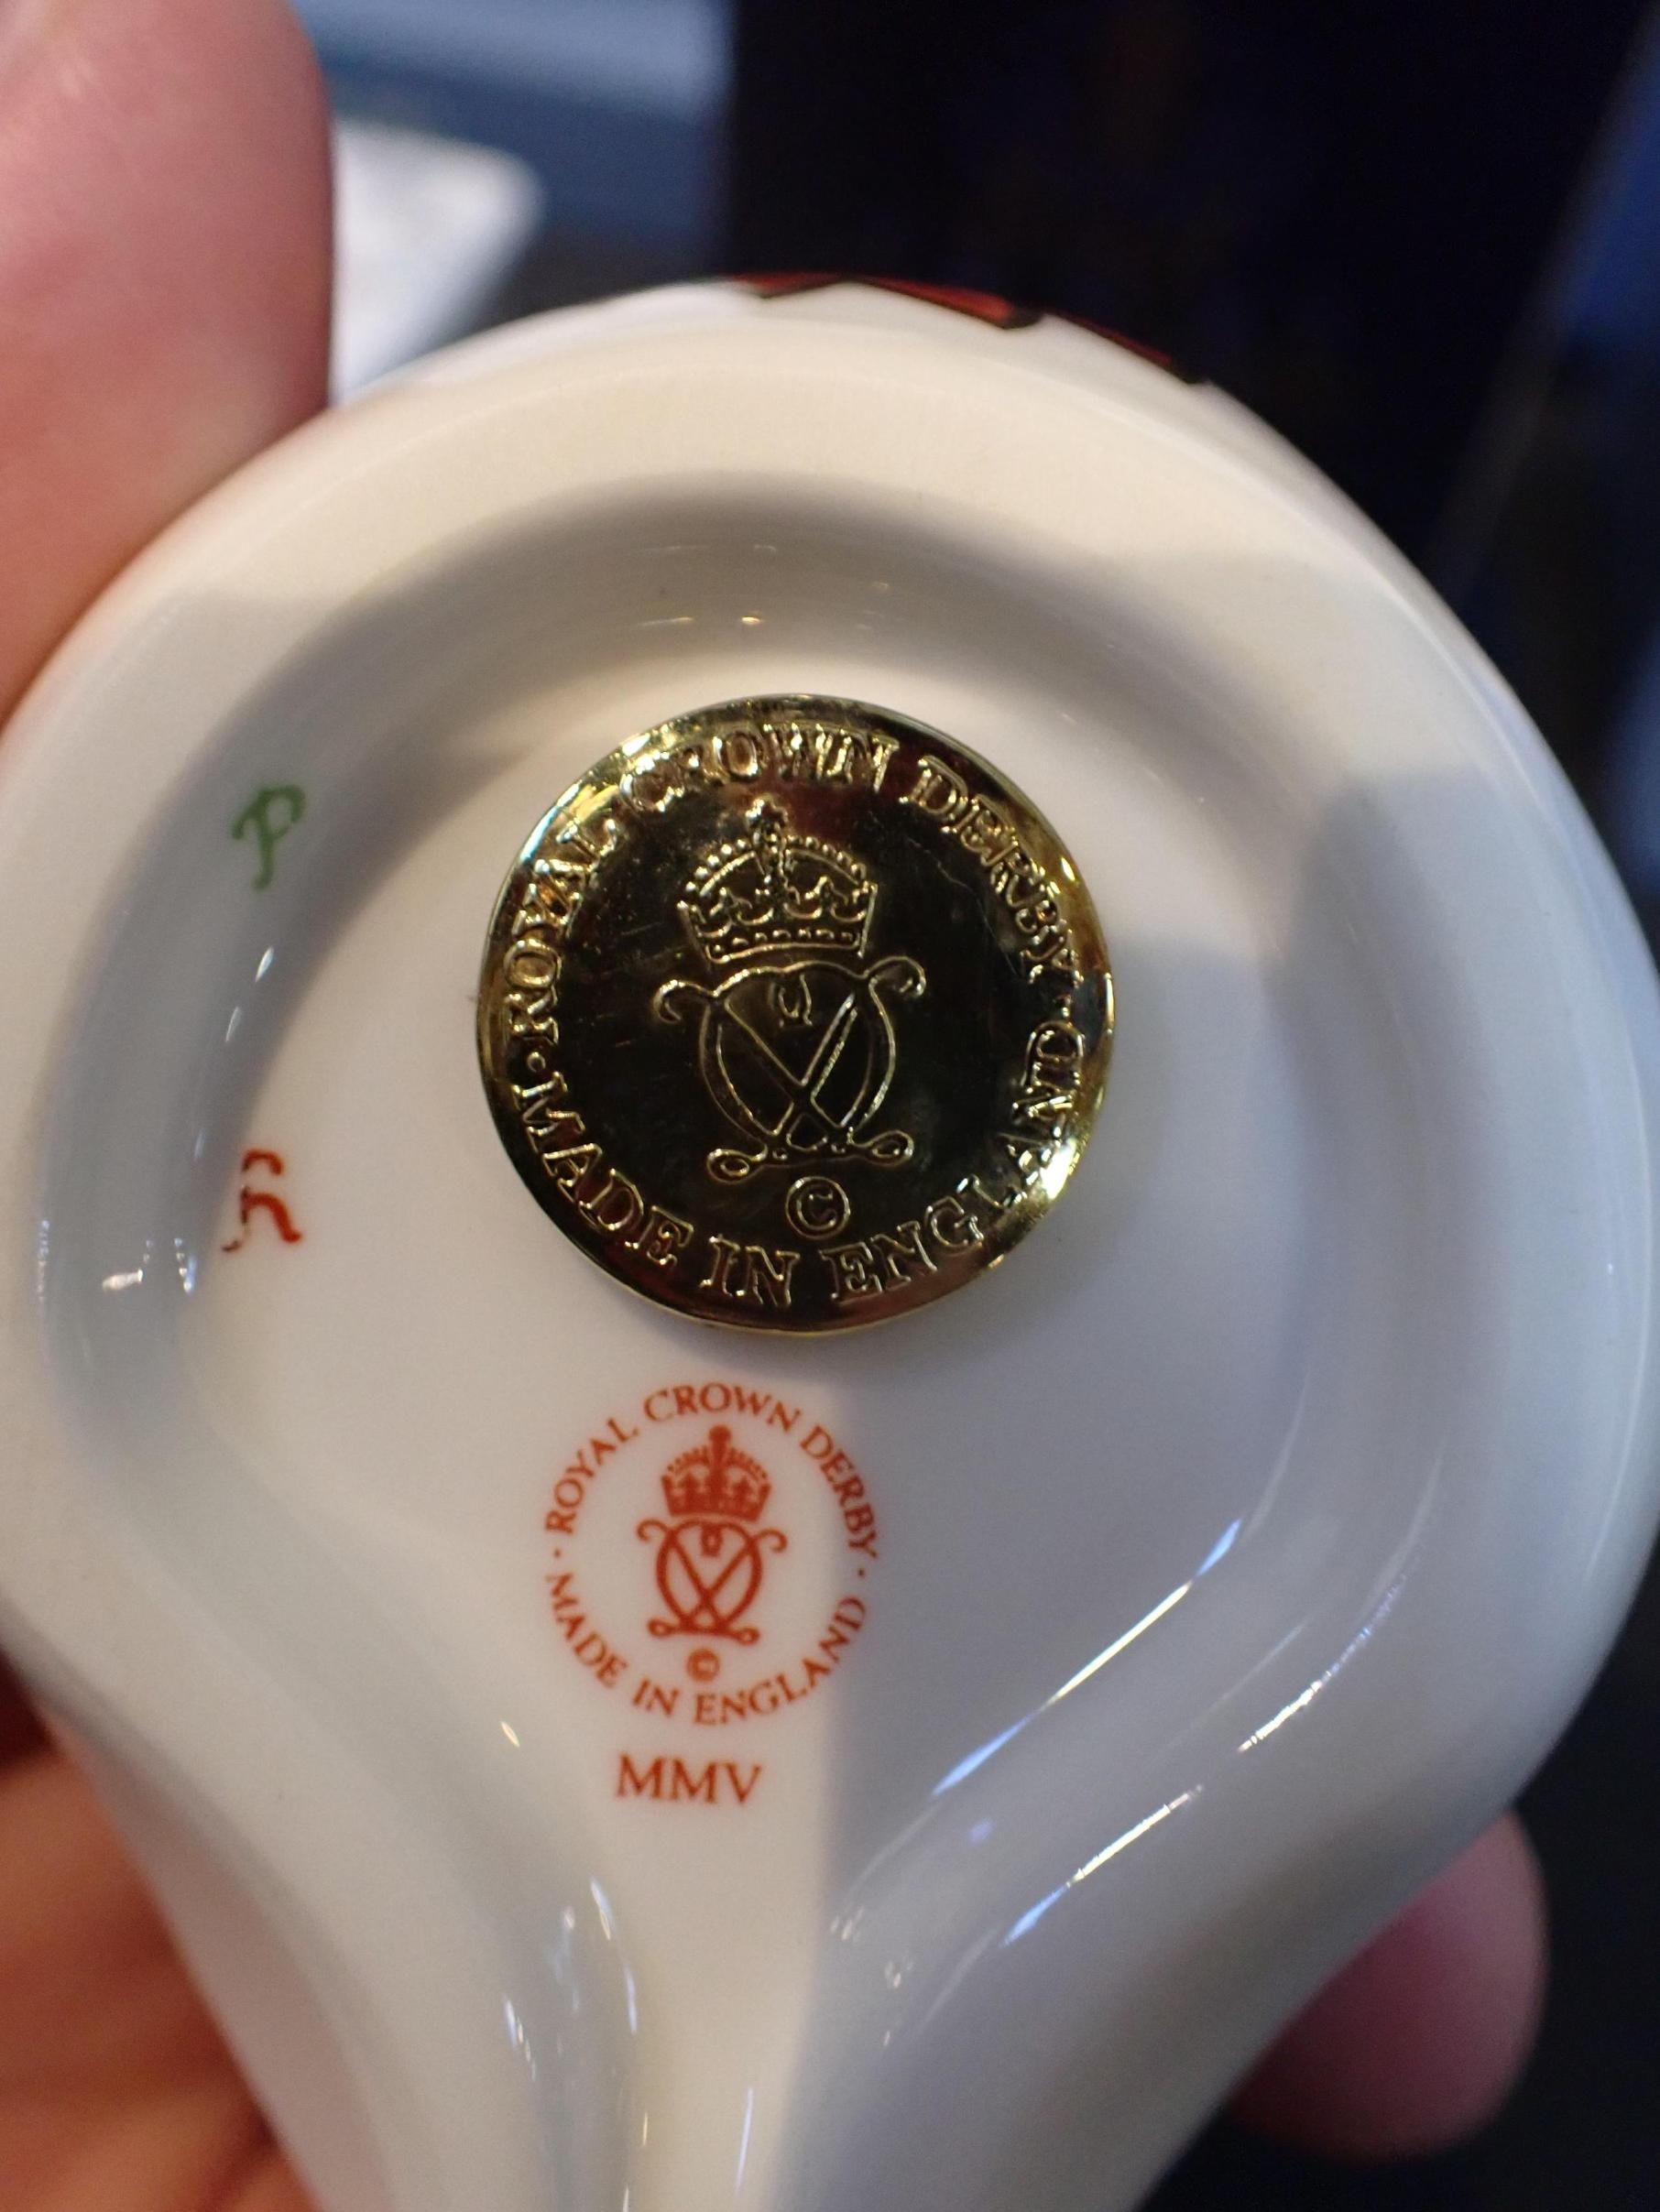 P
·ROYAL CROWN DERBY·
·MADE IN ENGLAND
©
· ROYAL CROWN DERBY ·
MADE IN ENGLAND
©
MMV